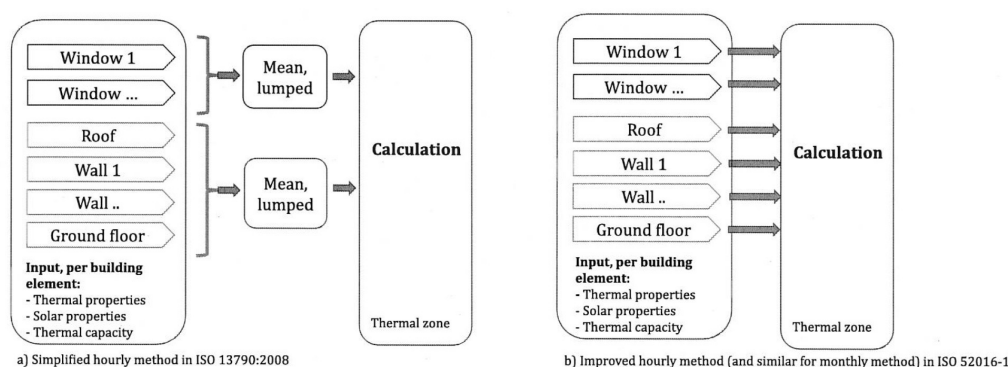 Window 1
Window ...
Roof
Wall 1
Wall ..
Ground floor
Input, per building
element:
- Thermal properties
- Solar properties
- Thermal capacity
Mean,
lumped
Mean,
lumped
Calculation
Thermal zone
a) Simplified hourly method in ISO 13790:2008
Window 1
Window ...
Roof
Wall 1
Wall ..
Ground floor
Input, per building
element:
- Thermal properties
- Solar properties
- Thermal capacity
Calculation
Thermal zone
b) Improved hourly method (and similar for monthly method) in ISO 52016-1